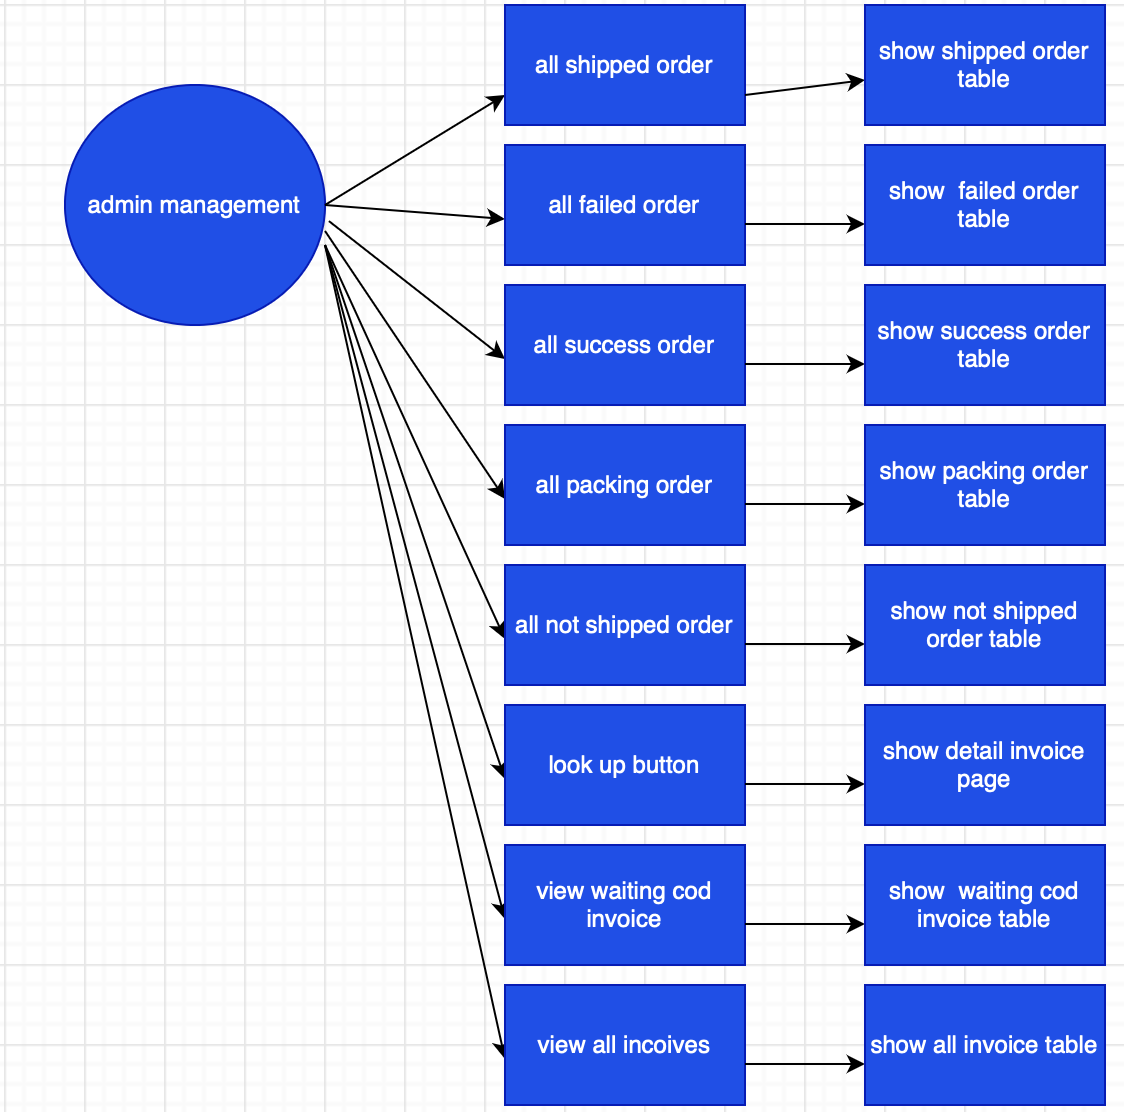 admin management
all shipped order
show shipped order
table
all failed order
show  failed order
table
all success order
show success order
table
all packing order
show packing order
table
all not shipped order
show not shipped
order table
look up button
show detail invoice
page
view waiting cod
invoice
show  waiting cod
invoice table
view all incoives
show all invoice table